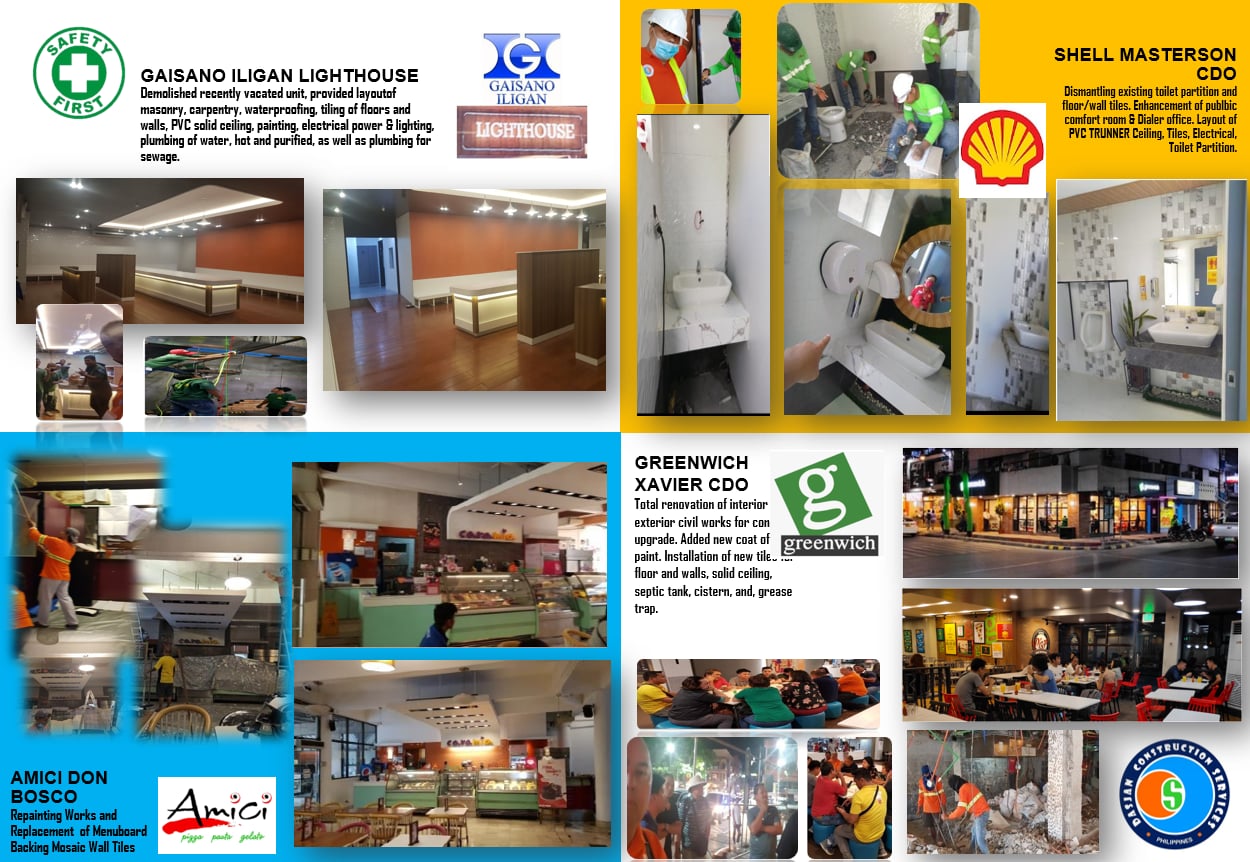 SAFETY
FIRST
GAISANO ILIGAN LIGHTHOUSE
Demolished recently vacated unit, provided layoutof
masonry, carpentry, waterproofing, tiling of floors and
walls, PVC solid ceiling, painting, electrical power & lighting,
plumbing of water, hot and purified, as well as plumbing for
sewage.
G
GAISANO
ILIGAN
LIGHTHOUSE
SHELL MASTERSON
CDO
Dismantling existing toilet partition and
floor/wall tiles. Enhancement of publbic
comfort room & Dialer office. Layout of
PVC TRUNNER Ceiling, Tiles, Electrical,
Toilet Partition.
AMICI DON
BOSCO
Repainting Works and
Replacement of Menuboard
Backing Mosaic Wall Tiles
Amici
pizza pasta gelato
GREENWICH
XAVIER CDO
Total renovation of interior
exterior civil works for con
upgrade. Added new coat of
paint. Installation of new tiles
floor and walls, solid ceiling,
septic tank, cistern, and, grease
trap.
g
greenwich
DASIAN CONSTRUCTION SERVICES
S
PHILIPPINES